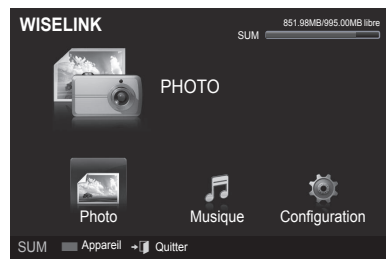 WISELINK
851.98MB/995.00MB libre
SUM
PHOTO
Photo Musique Configuration
SUM Appareil Quitter